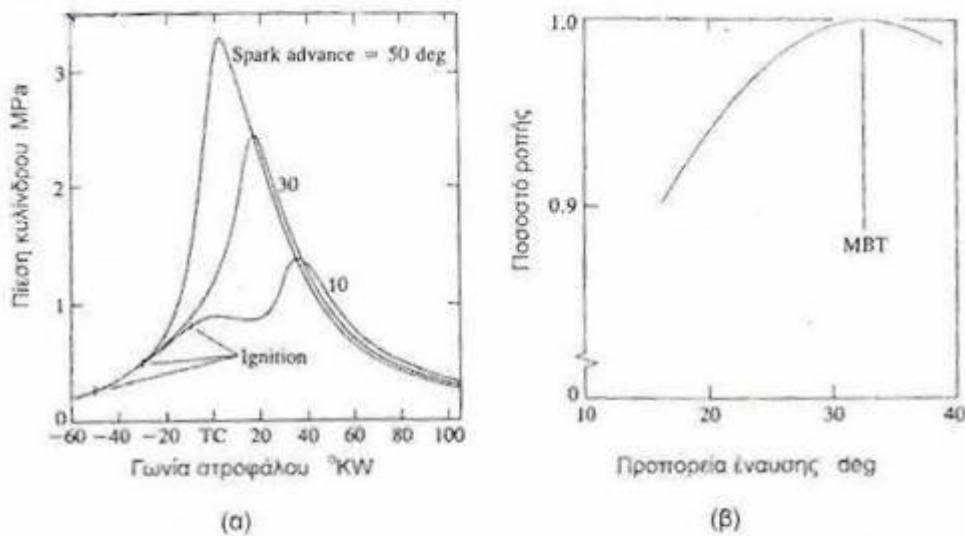 Πίεση κυλίνδρου MPa
3
2
1
0
Spark advance = 50 deg
30
10
Ignition
-60 -40 -20 TC 20 40 60 80 100
Γωνία στροφάλου °KW
(α)
Ποσοστό ροπής
1.0
0.9
0
MBT
10 20 30 40
Προπορεία έναυσης deg
(β)